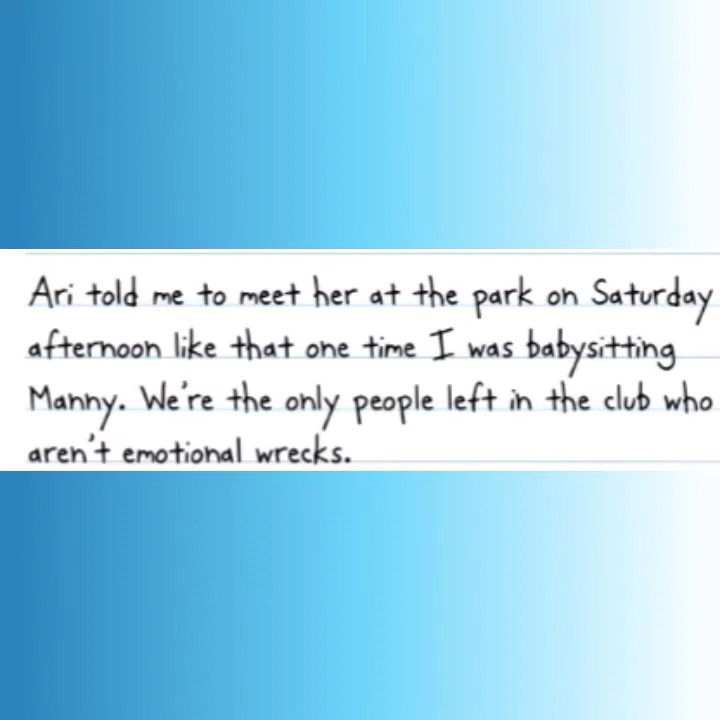 Ari told me to meet her at the park on Saturday
afternoon like that one time I was babysitting
Manny. We're the only people left in the club who
aren't emotional wrecks.